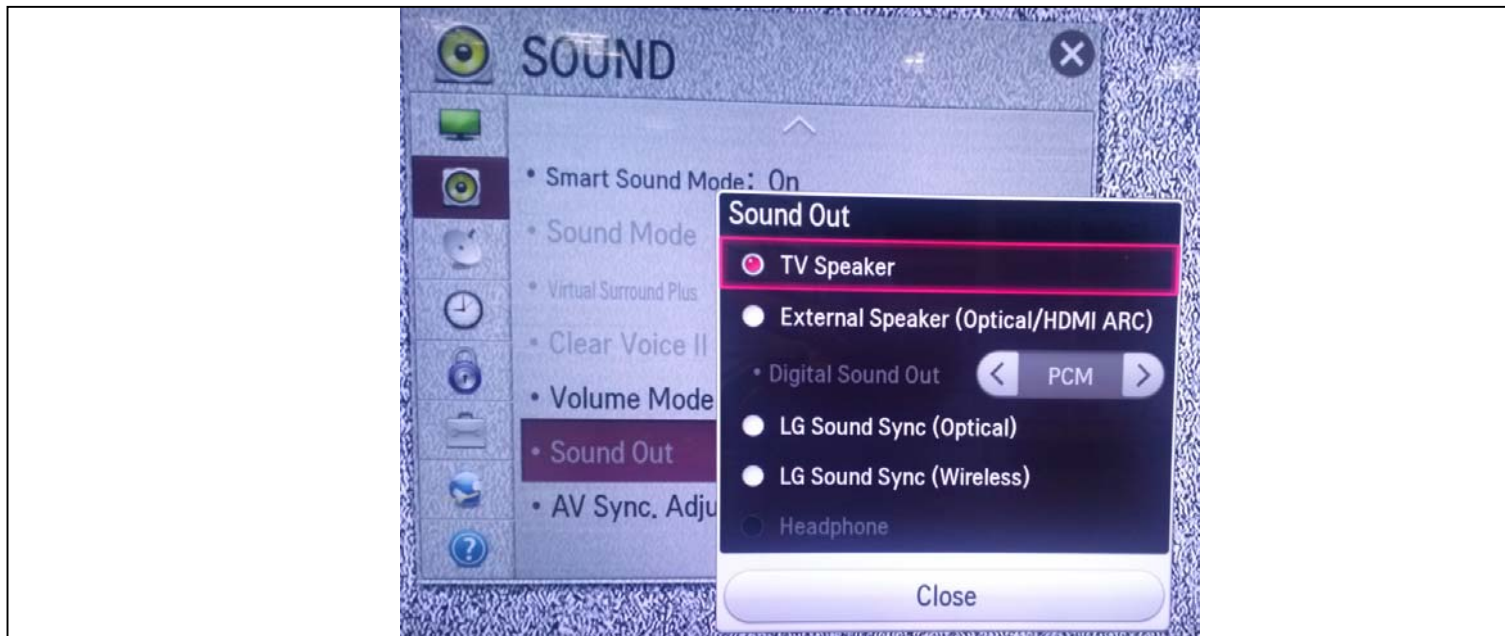 SOUND
• Smart Sound Mode: On
• Sound Mode
• Virtual Surround Plus
• Clear Voice II
• Volume Mode
• Sound Out
• AV Sync. Adju
Sound Out
TV Speaker
External Speaker (Optical/HDMI ARC)
• Digital Sound Out < PCM >
LG Sound Sync (Optical)
LG Sound Sync (Wireless)
Headphone
Close